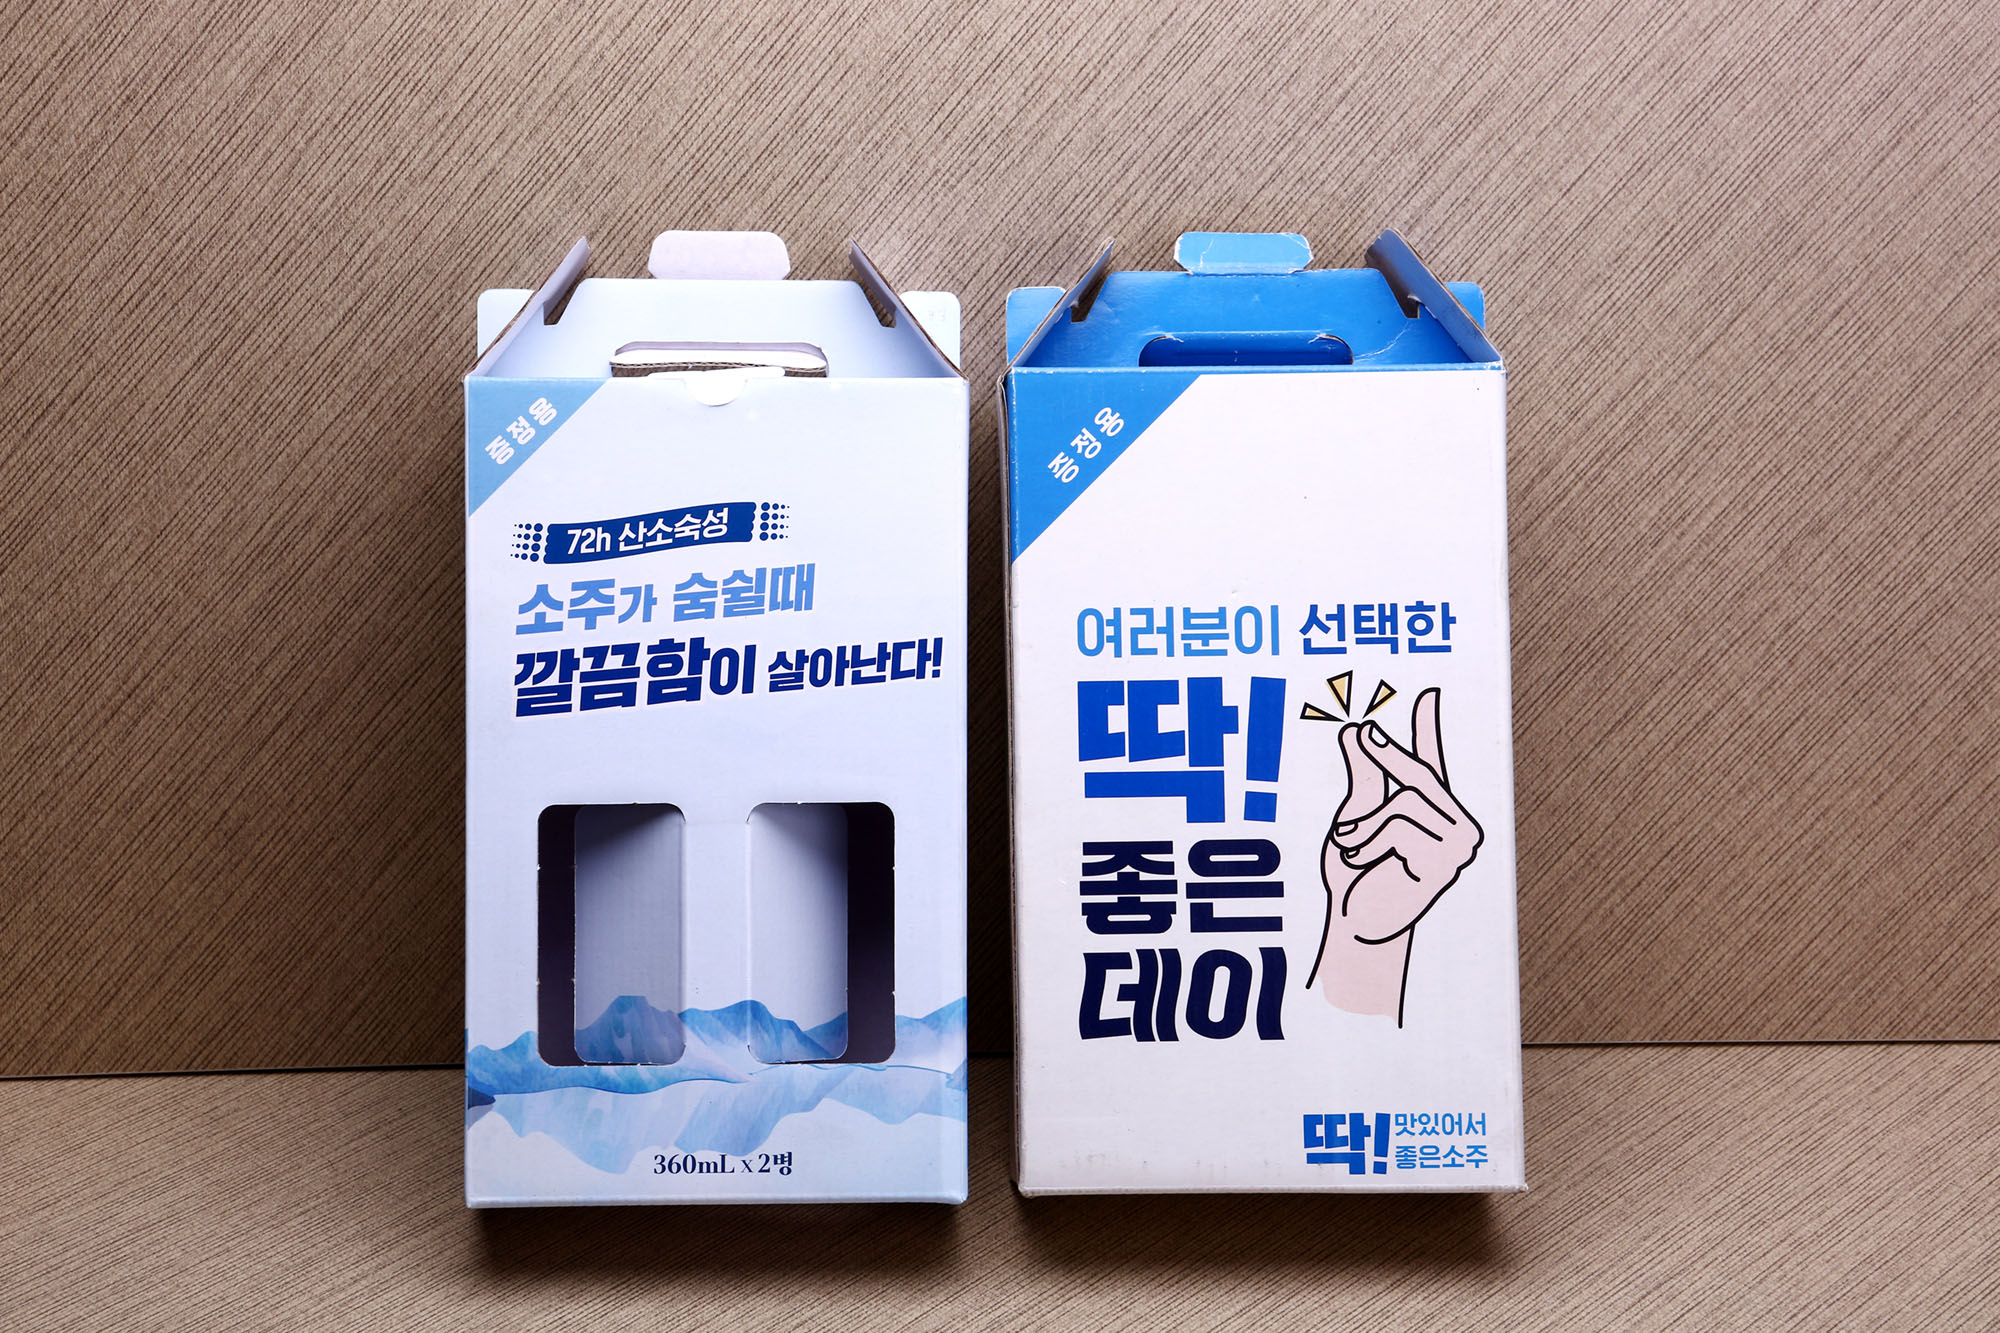 증정용
72h 산소숙성
소주가 숨쉴때
깔끔함이 살아난다!
360mL x 2병
증정용
여러분이 선택한
딱!
좋은
데이
딱! 맛있어서
좋은소주